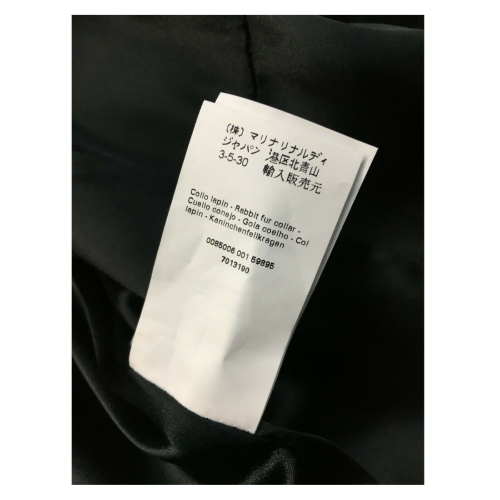 (株) マリナリナルディ
ジャパン 港区北青山
3-5-30 輸入販売元
Collo lapin - Rabbit fur collar -
Cuello conejo - Gola coelho - Col
lapin - Kaninchenfellkragen
0085006 001 59895
7013190